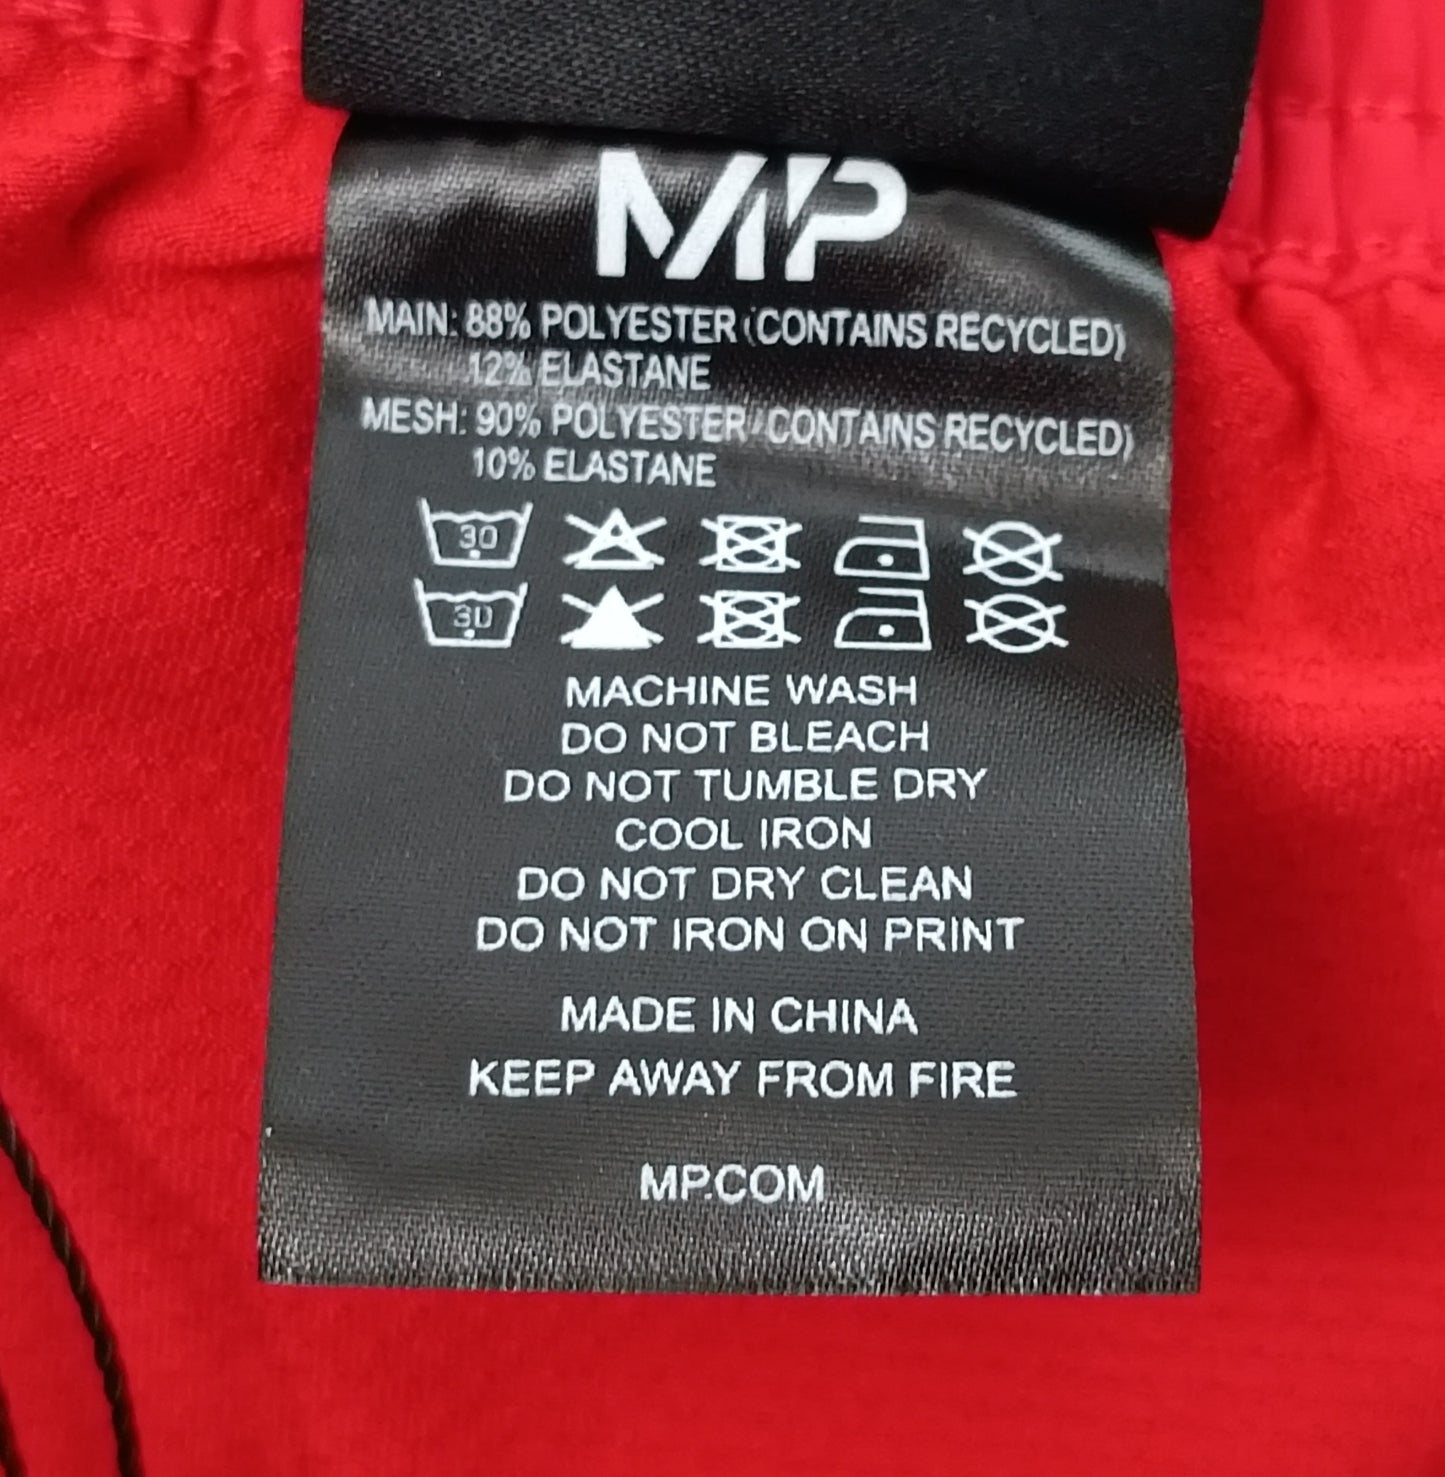 MP
MAIN: 88% POLYESTER (CONTAINS RECYCLED)
12% ELASTANE
MESH: 90% POLYESTER (CONTAINS RECYCLED)
10% ELASTANE
30
30
MACHINE WASH
DO NOT BLEACH
DO NOT TUMBLE DRY
COOL IRON
DO NOT DRY CLEAN
DO NOT IRON ON PRINT
MADE IN CHINA
KEEP AWAY FROM FIRE
MP.COM